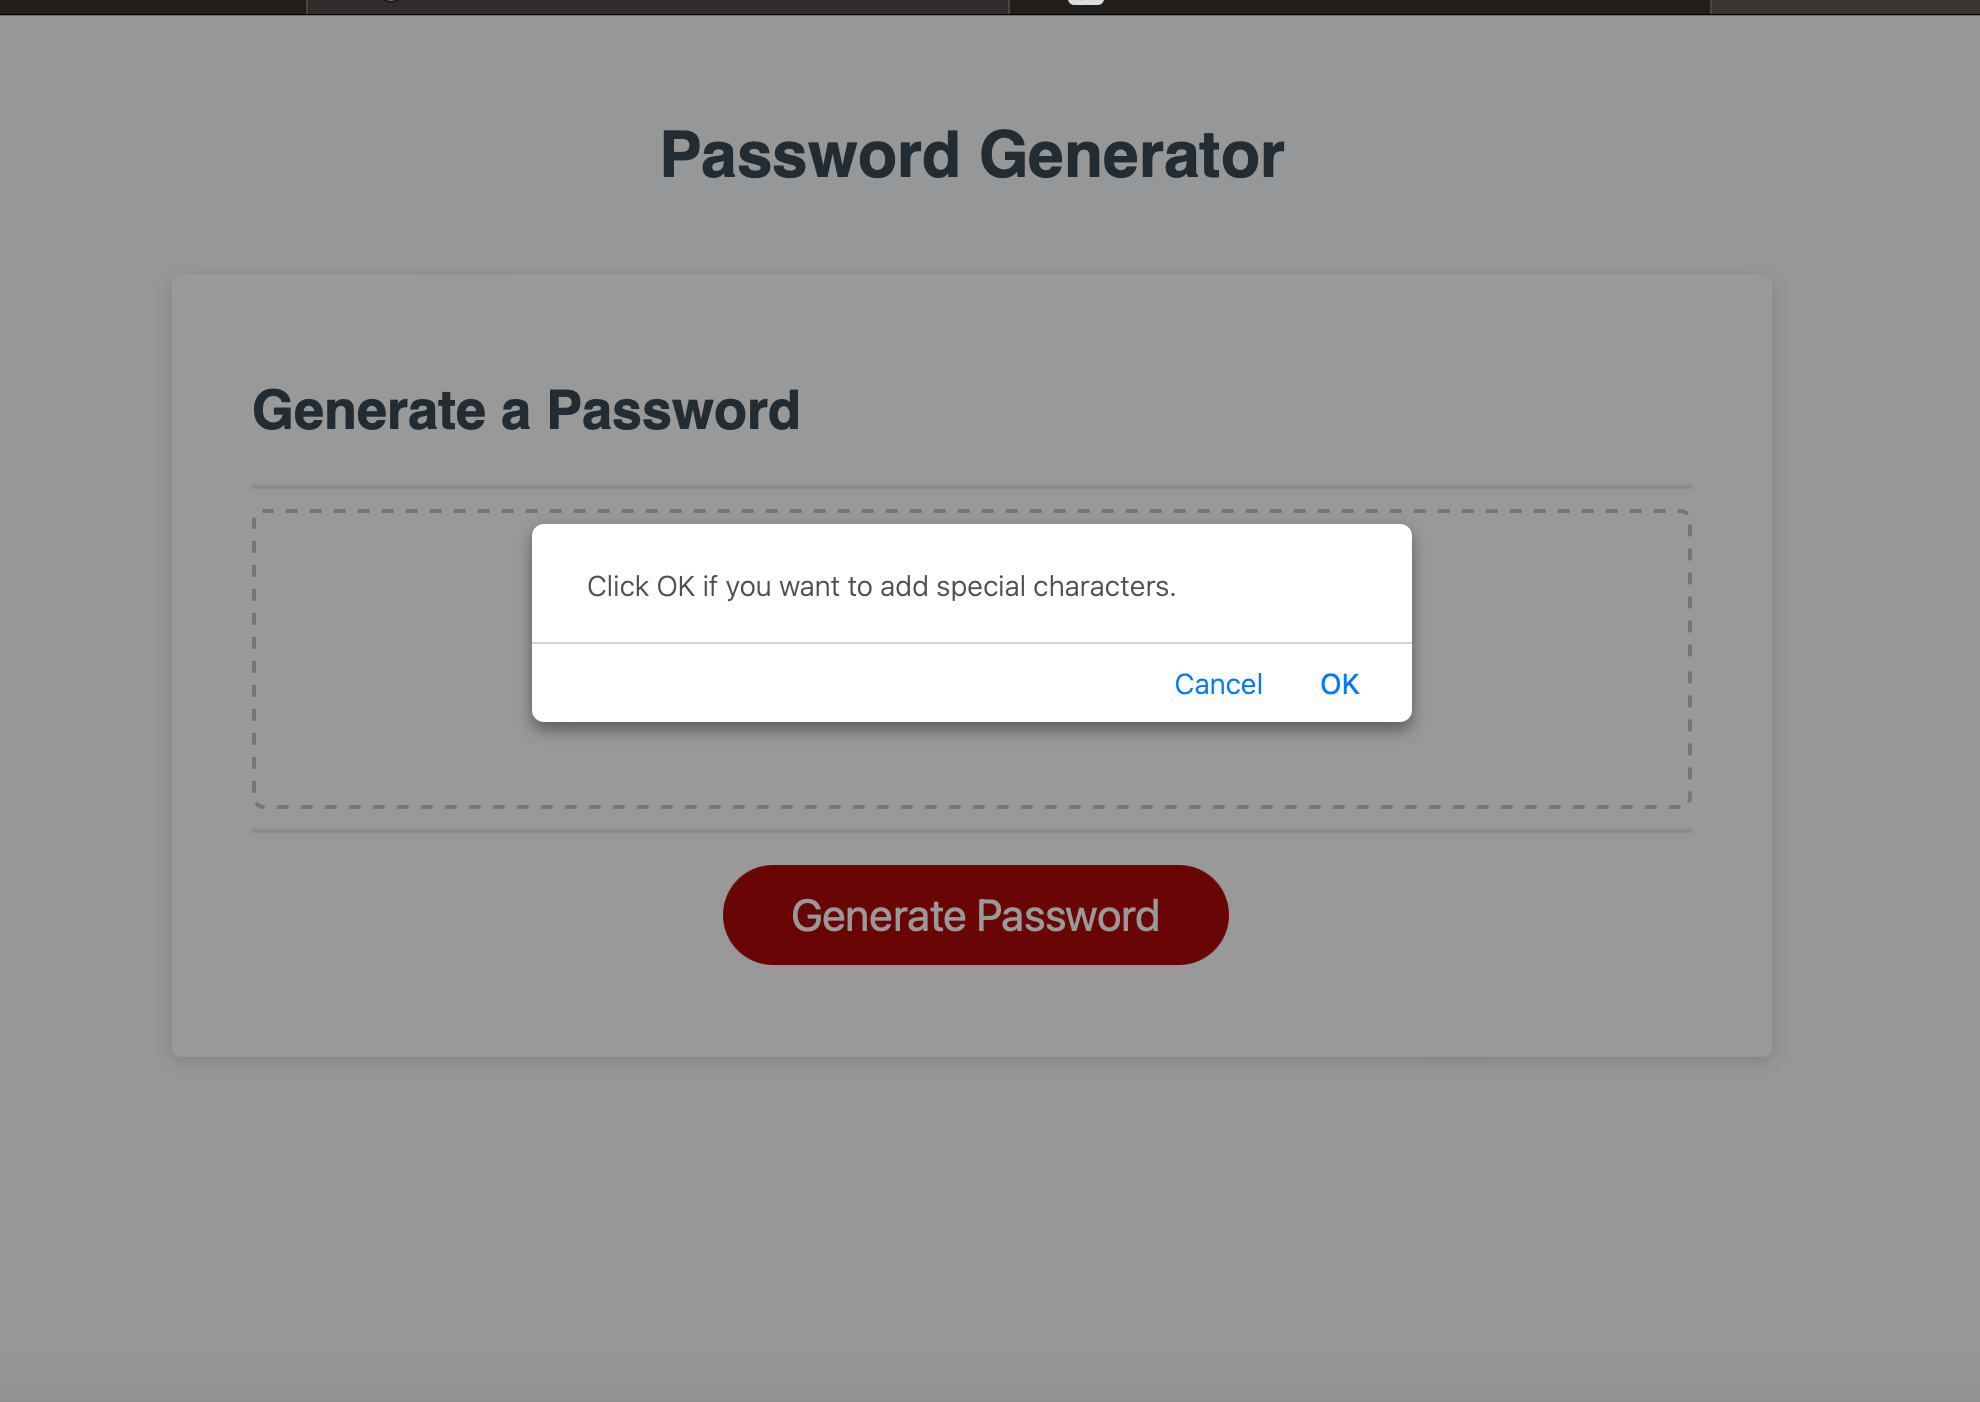 Password Generator
Generate a Password
Click OK if you want to add special characters.
Cancel OK
Generate Password